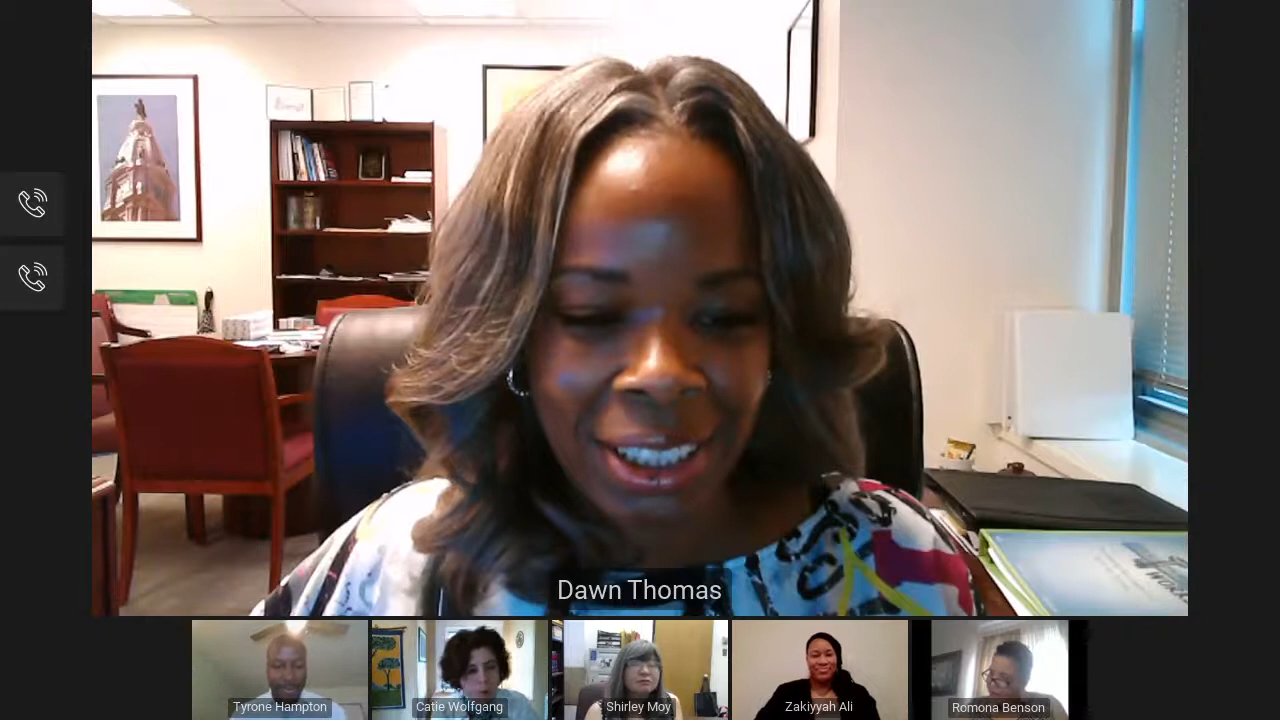 Dawn Thomas
Tyrone Hampton
Catie Wolfgang
Shirley Moy
Zakiyyah Ali
Romona Benson